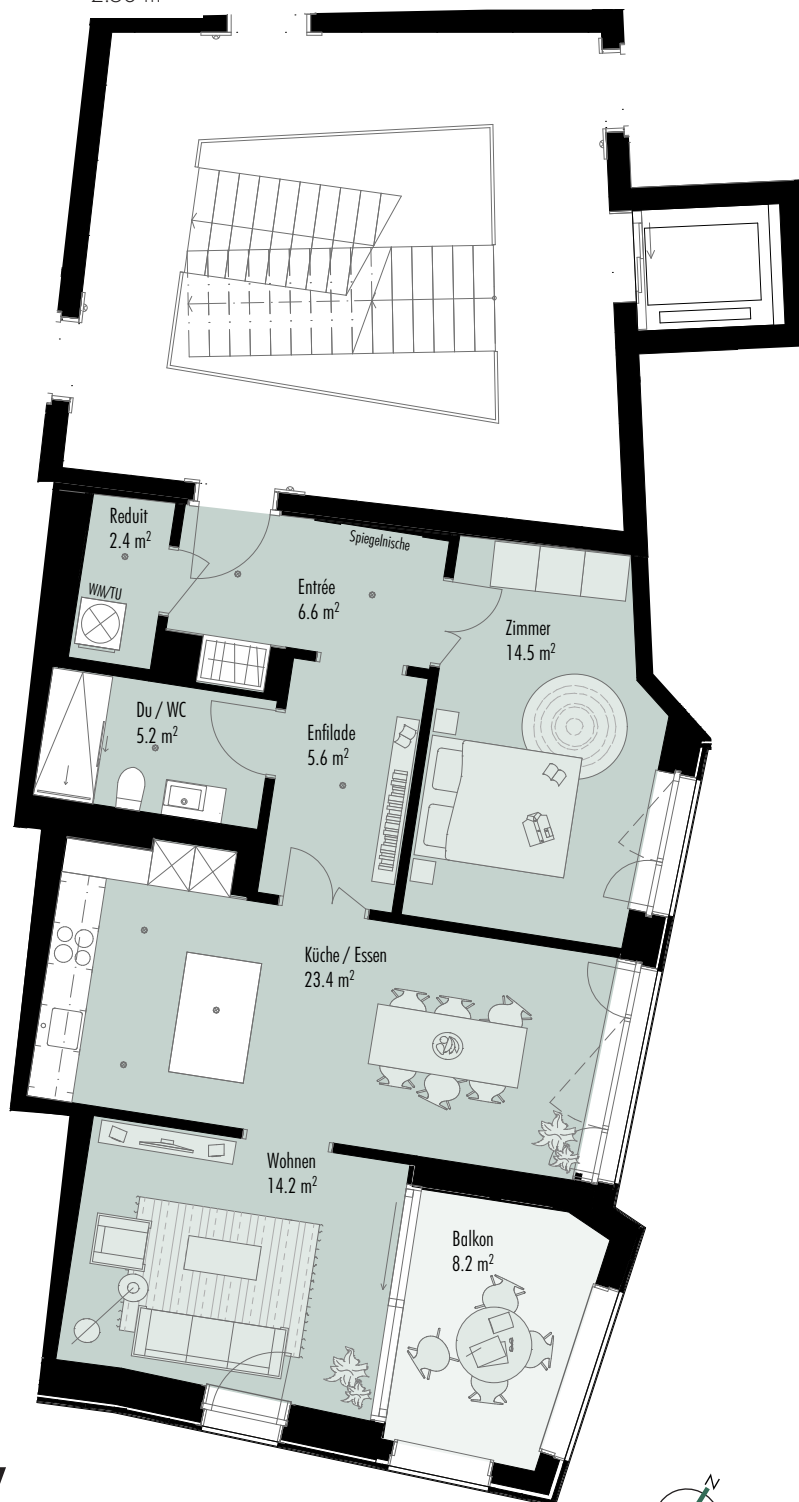 Reduit
2.4 m²
Spiegelnische
WM/TU
Entrée
6.6 m²
Zimmer
14.5 m²
Du / WC
5.2 m²
Enfilade
5.6 m²
Küche / Essen
23.4 m²
Wohnen
14.2 m²
Balkon
8.2 m²
N